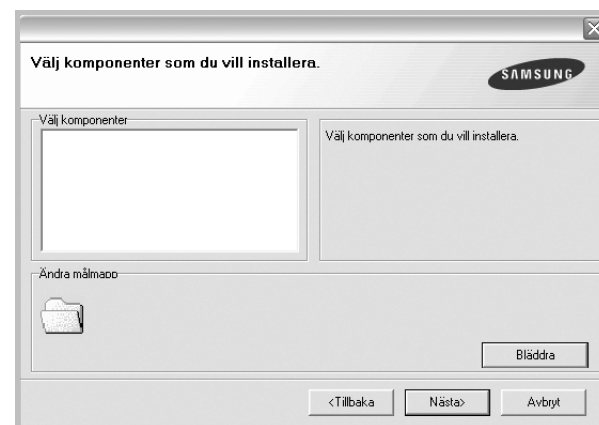 Välj komponenter som du vill installera.
SAMSUNG
Välj komponenter
Välj komponenter som du vill installera.
Ändra målmapp
Bläddra
<Tillbaka
Nästa>
Avbryt